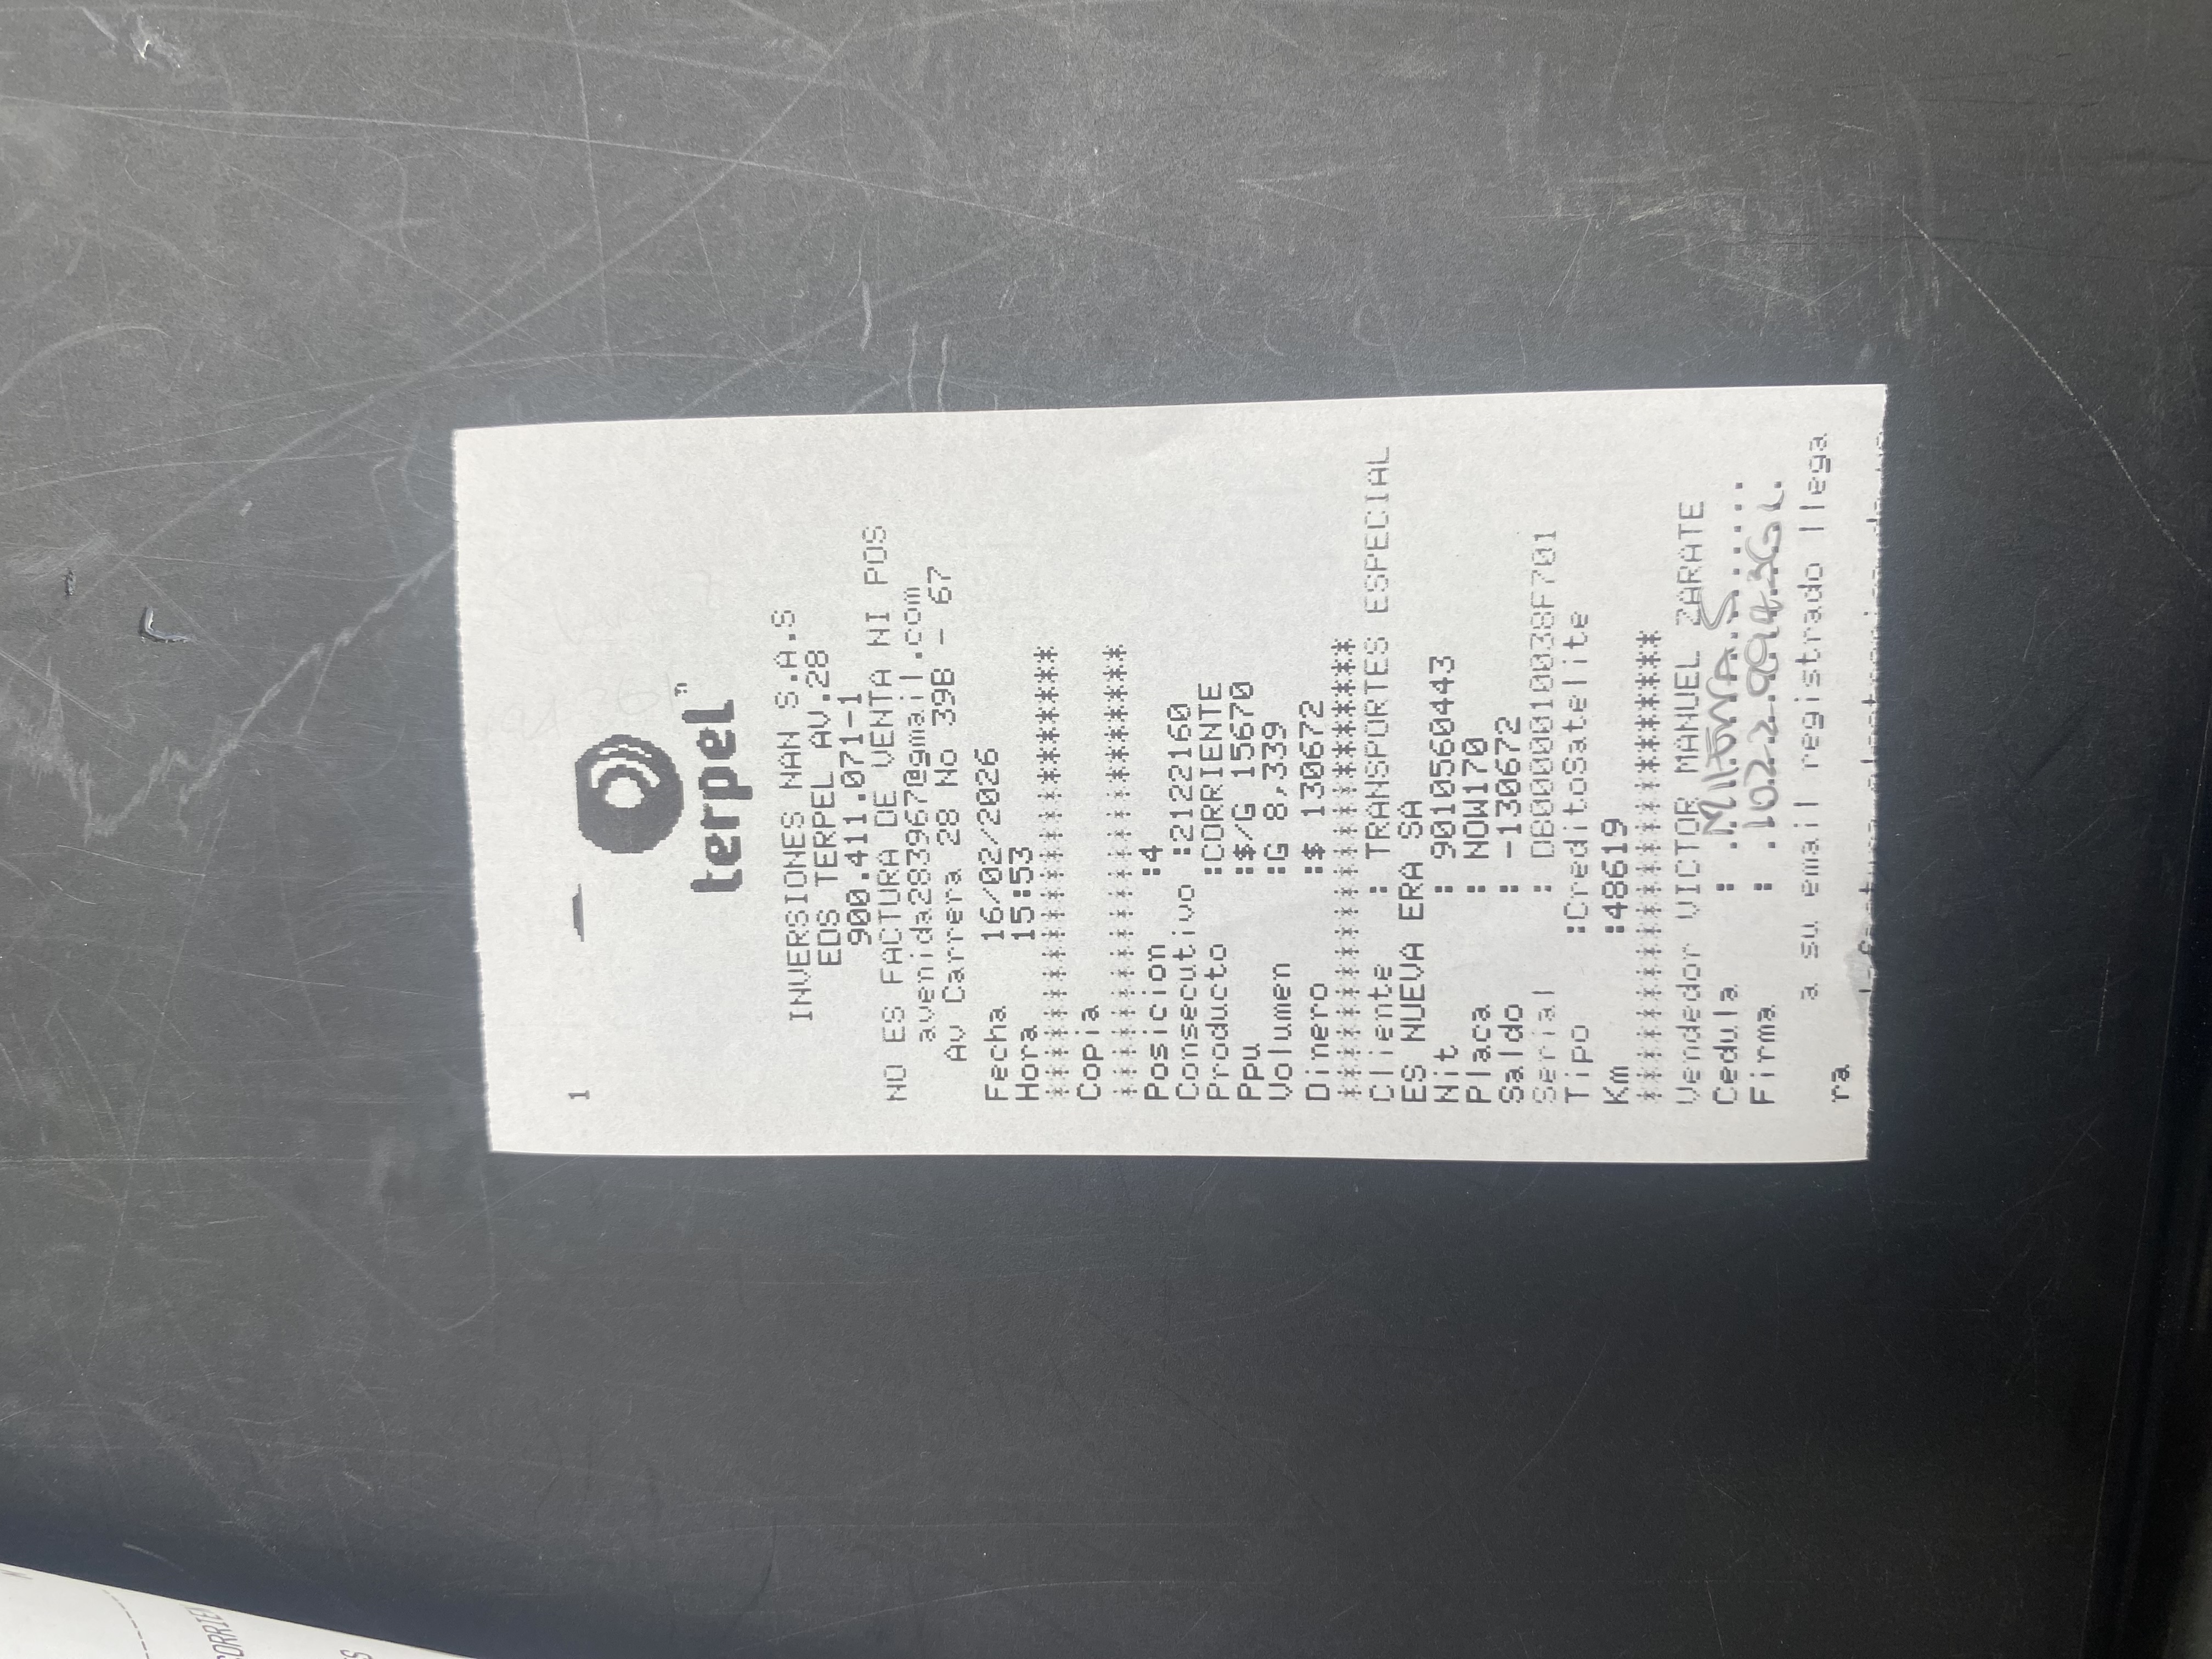 1
terpel
INVERSIONES NAN S.A.S
EDS TERPEL AV.28
900.411.071-1
NO ES FACTURA DE VENTA NI POS
avenida283967@gmail.com
Av Carrera 28 No 39B - 67
Fecha 16/02/2026
Hora 15:53
******************************
Copia
******************************
Posicion :4
Consecutivo :2122160
Producto :CORRIENTE
Ppu :$/G 15670
Volumen :G 8,339
Dinero :$ 130672
******************************
Cliente : TRANSPORTES ESPECIAL
ES NUEVA ERA SA
Nit : 9010560443
Placa : NOW170
Saldo : -130672
Serial : DB000001003BF701
Tipo :CreditoSatelite
Km :48619
******************************
Vendedor VICTOR MANUEL ZARATE
Cedula :
Firma :
a su email registrado llega
ra
CORRIE